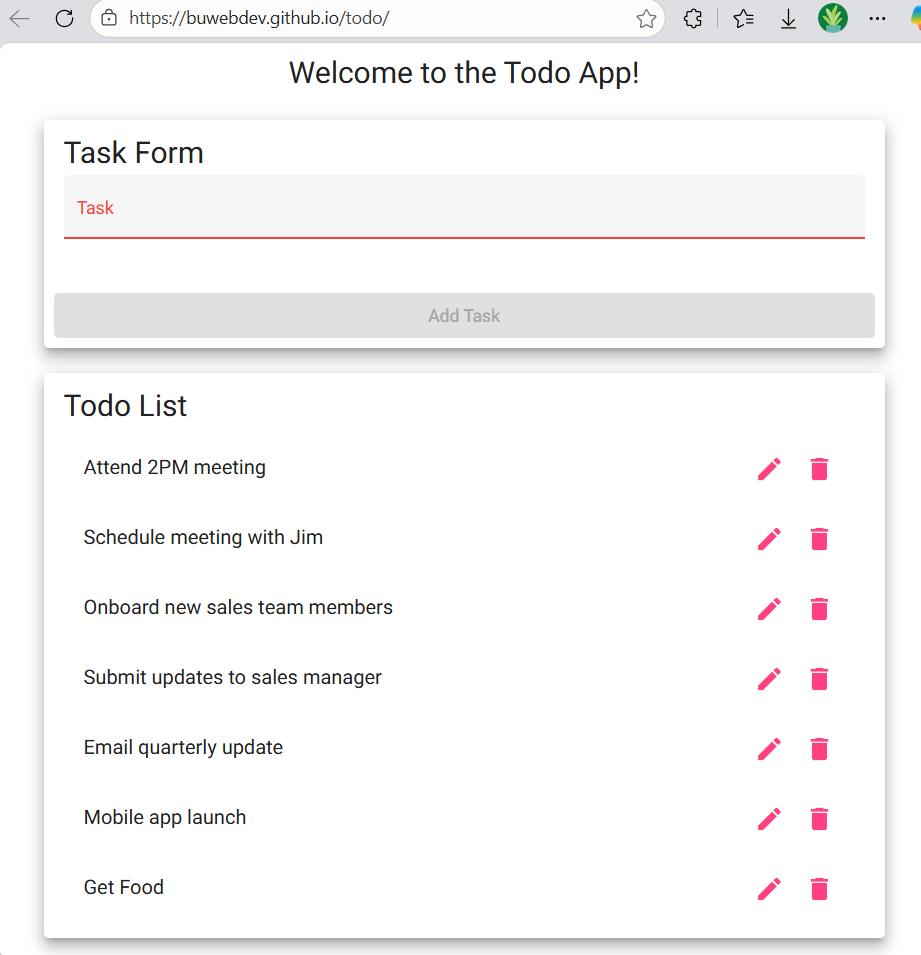 https://buwebdev.github.io/todo/
Welcome to the Todo App!
Task Form
Task
Add Task
Todo List
Attend 2PM meeting
Schedule meeting with Jim
Onboard new sales team members
Submit updates to sales manager
Email quarterly update
Mobile app launch
Get Food